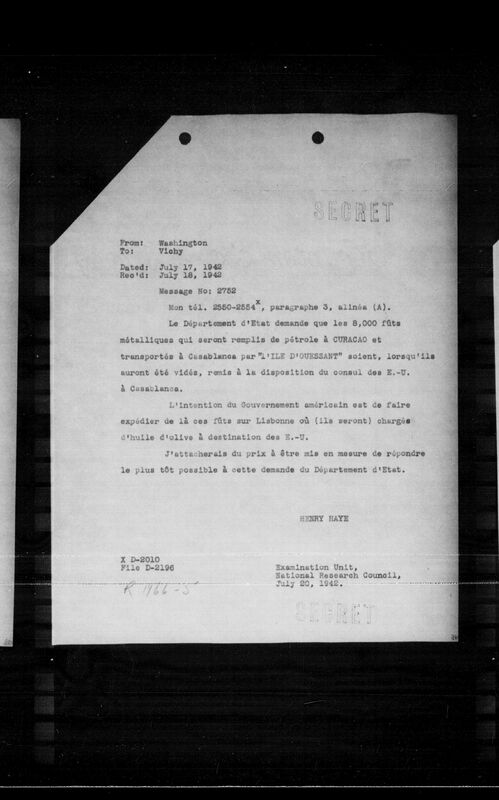 SECRET
From: Washington
To: Vichy
Dated: July 17, 1942
Rec'd: July 18, 1942
Message No: 2752
Mon tél. 2550-2554X, paragraphe 3, alinéa (A).
Le Département d'Etat demande que les 8,000 fûts
métalliques qui seront remplis de pétrole à CURACAO et
transportés à Casablanca par "L'ILE D'OUESSANT" soient, lorsqu'ils
auront été vidés, remis à la disposition du consul des E.-U.
à Casablanca.
L'intention du Gouvernement américain est de faire
expédier de là ces fûts sur Lisbonne où (ils seront) chargés
d'huile d'olive à destination des E.-U.
J'attacherais du prix à être mis en mesure de répondre
le plus tôt possible à cette demande du Département d'Etat.
HENRY HAYE
X D-2010
File D-2196
Examination Unit,
National Research Council,
July 20, 1942.
R 1966-5
SECRET